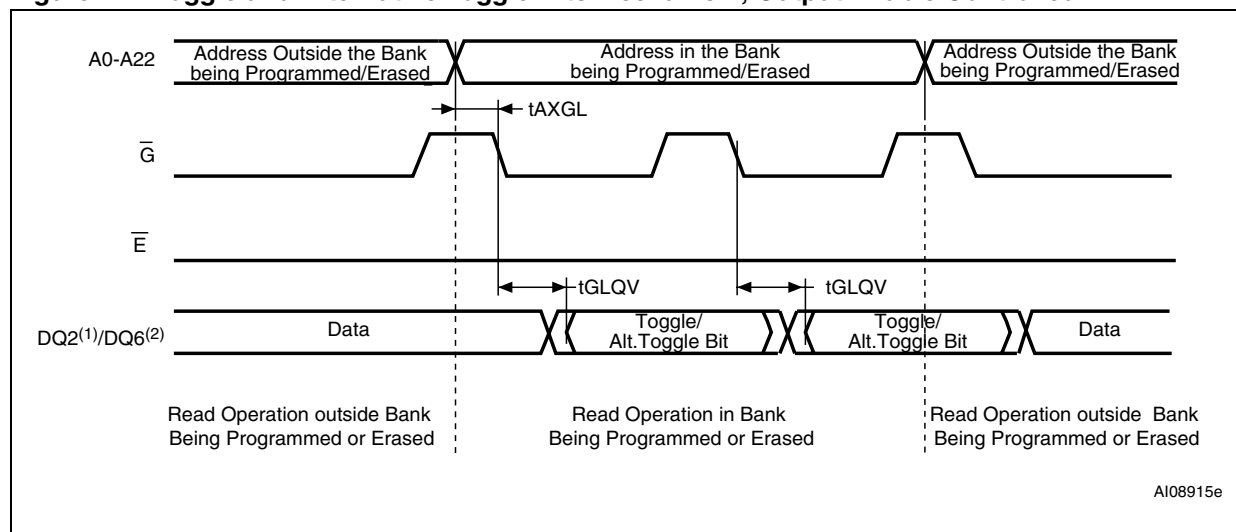 A0-A22
Address Outside the Bank
being Programmed/Erased
Address in the Bank
being Programmed/Erased
Address Outside the Bank
being Programmed/Erased
tAXGL
G
E
tGLQV
tGLQV
DQ2(1)/DQ6(2)
Data
Toggle/
Alt.Toggle Bit
Toggle/
Alt.Toggle Bit
Data
Read Operation outside Bank
Being Programmed or Erased
Read Operation in Bank
Being Programmed or Erased
Read Operation outside Bank
Being Programmed or Erased
AI08915e